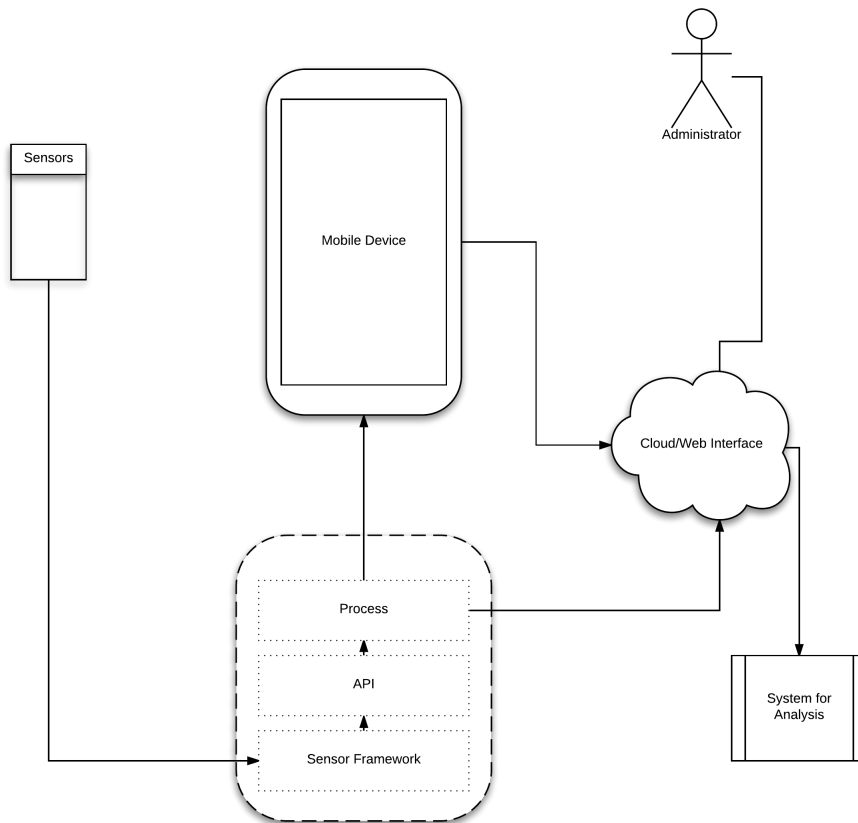 Administrator
Sensors
Mobile Device
Cloud/Web Interface
Process
API
Sensor Framework
System for
Analysis